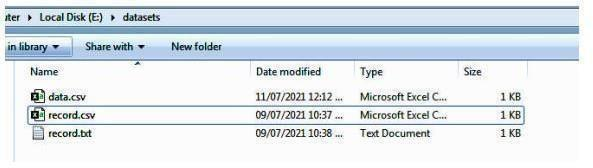 uter ▸ Local Disk (E:) ▸ datasets
in library ▾ Share with ▾ New folder
Name Date modified Type Size
data.csv 11/07/2021 12:12 ... Microsoft Excel C... 1 KB
record.csv 09/07/2021 10:37 ... Microsoft Excel C... 1 KB
record.txt 09/07/2021 10:38 ... Text Document 1 KB